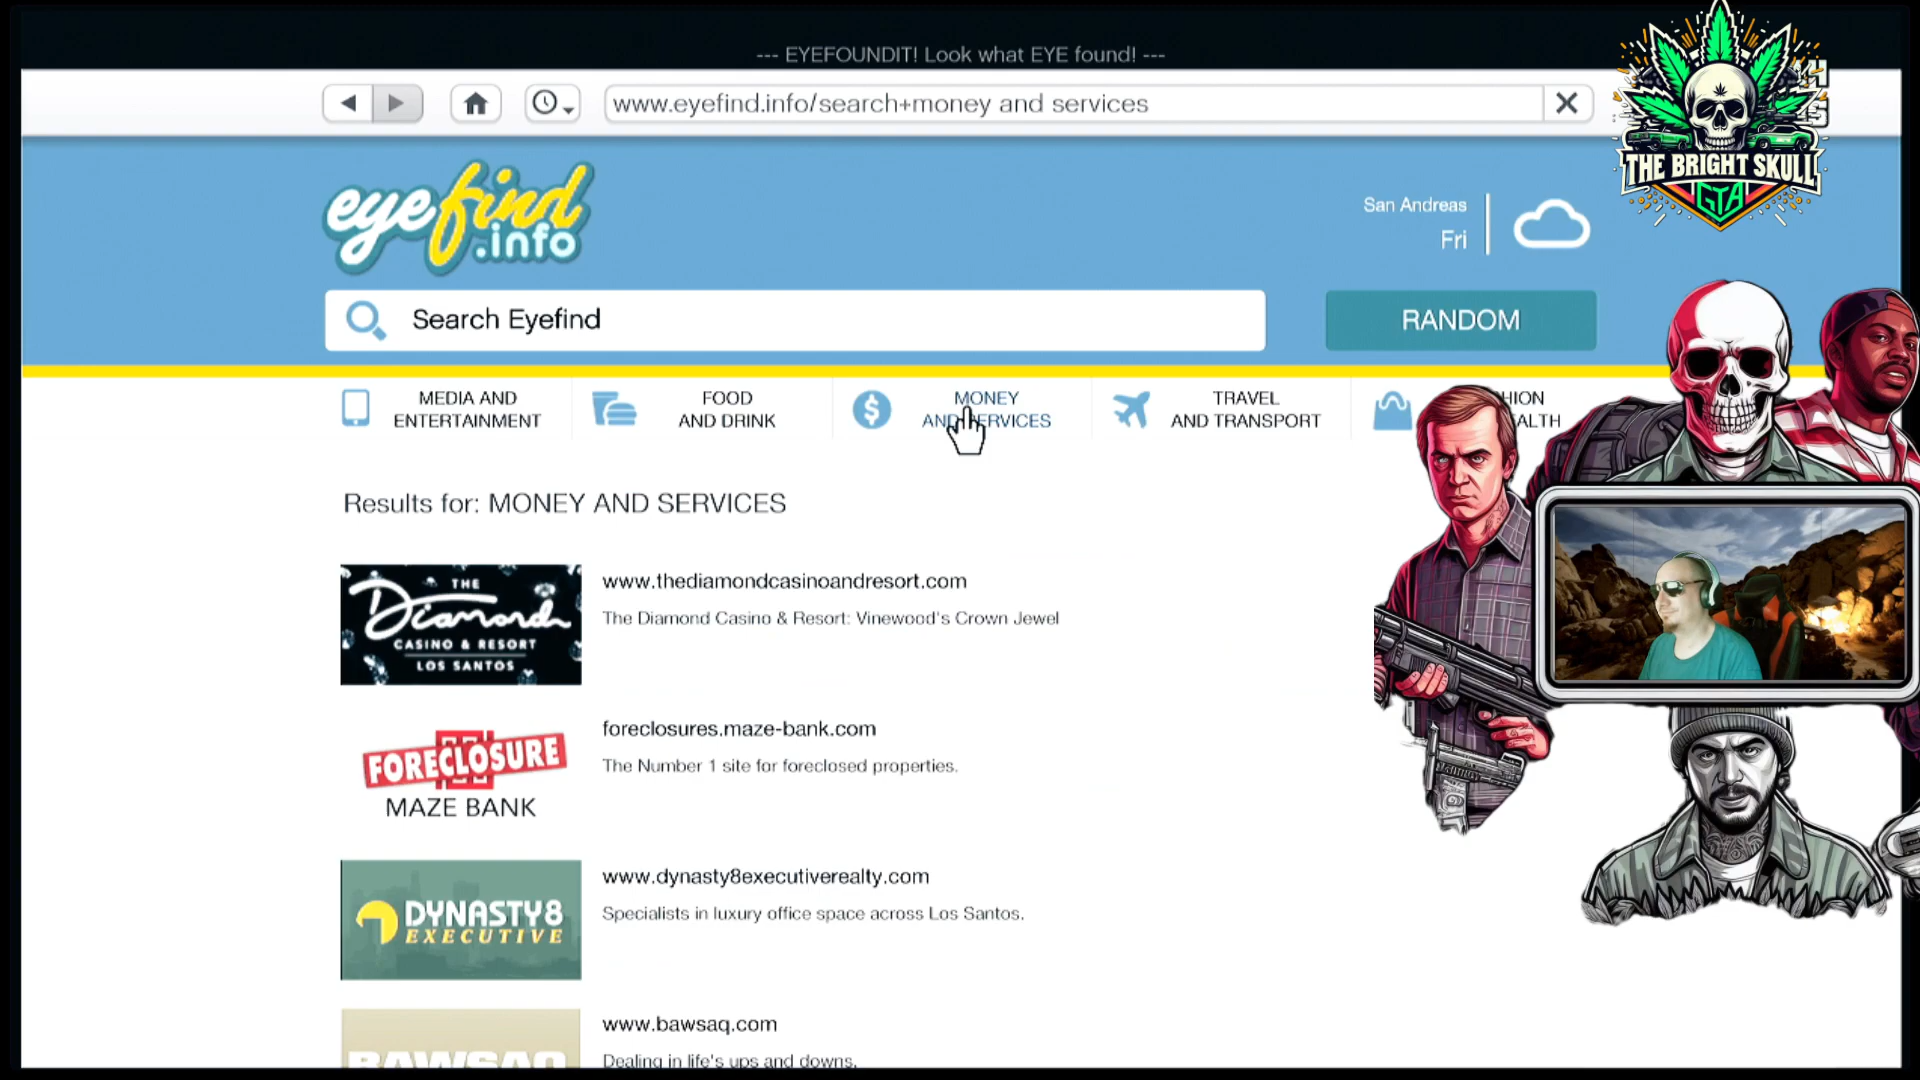 --- EYEFOUNDIT! Look what EYE found! ---
www.eyefind.info/search+money and services
THE BRIGHT SKULL
GTA
eyefind
.info
San Andreas
Fri
Search Eyefind
RANDOM
MEDIA AND
ENTERTAINMENT
FOOD
AND DRINK
MONEY
AND SERVICES
TRAVEL
AND TRANSPORT
Results for: MONEY AND SERVICES
THE
Diamond
CASINO & RESORT
LOS SANTOS
www.thediamondcasinoandresort.com
The Diamond Casino & Resort: Vinewood's Crown Jewel
FORECLOSURE
MAZE BANK
foreclosures.maze-bank.com
The Number 1 site for foreclosed properties.
DYNASTY8
EXECUTIVE
www.dynasty8executiverealty.com
Specialists in luxury office space across Los Santos.
BAWSAQ
www.bawsaq.com
Dealing in life's ups and downs.